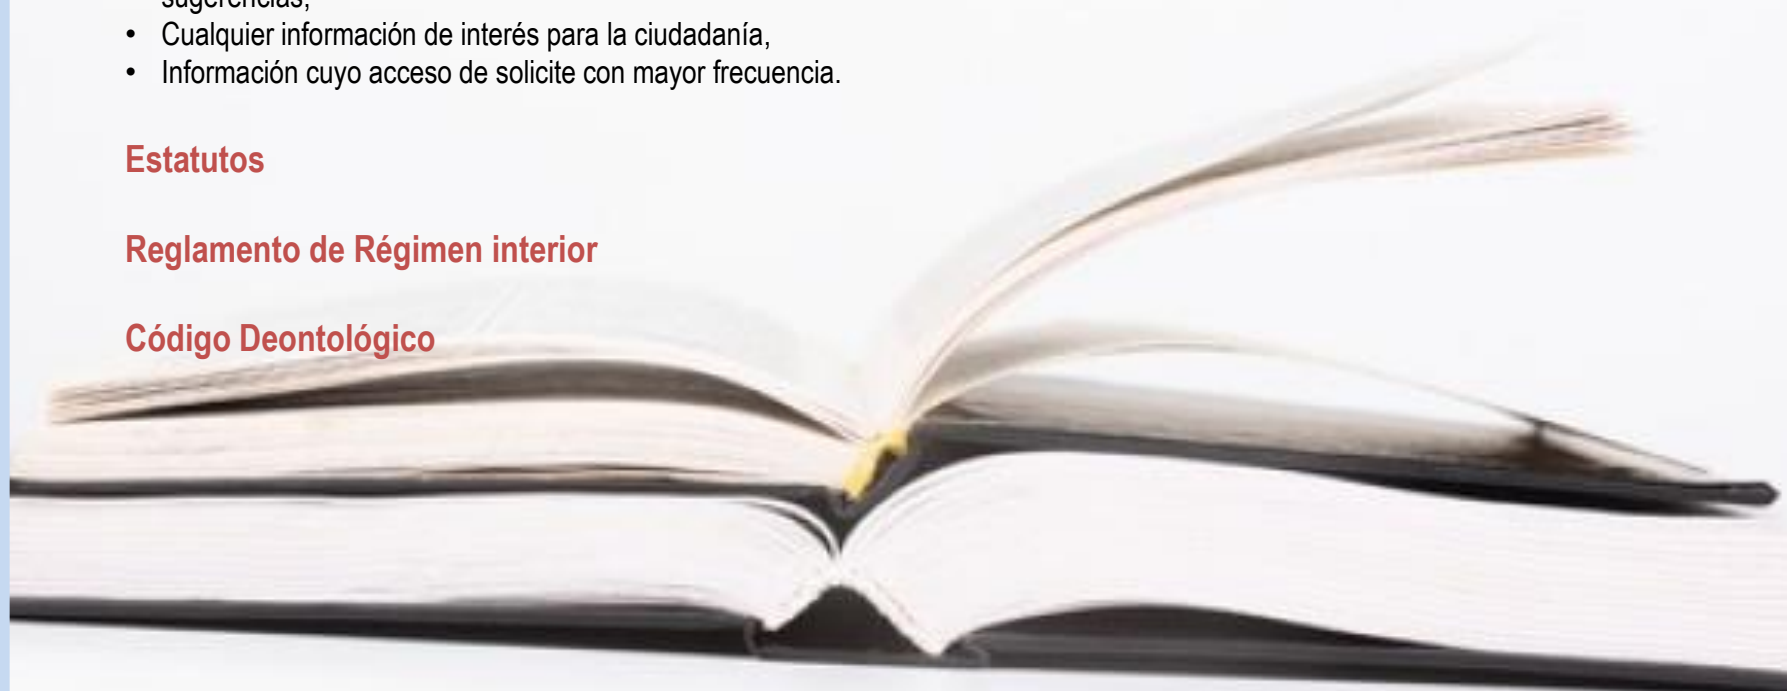 sugerencias,
• Cualquier información de interés para la ciudadanía,
• Información cuyo acceso de solicite con mayor frecuencia.
Estatutos
Reglamento de Régimen interior
Código Deontológico